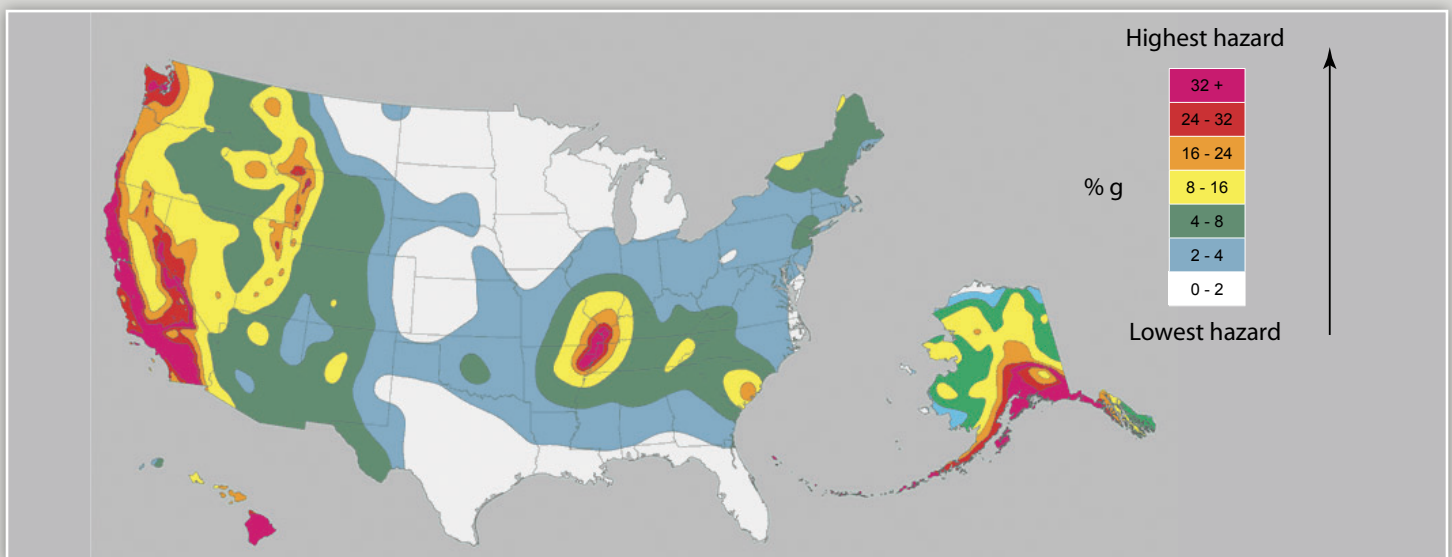 Highest hazard
32 +
24 - 32
16 - 24
% g
8 - 16
4 - 8
2 - 4
0 - 2
Lowest hazard